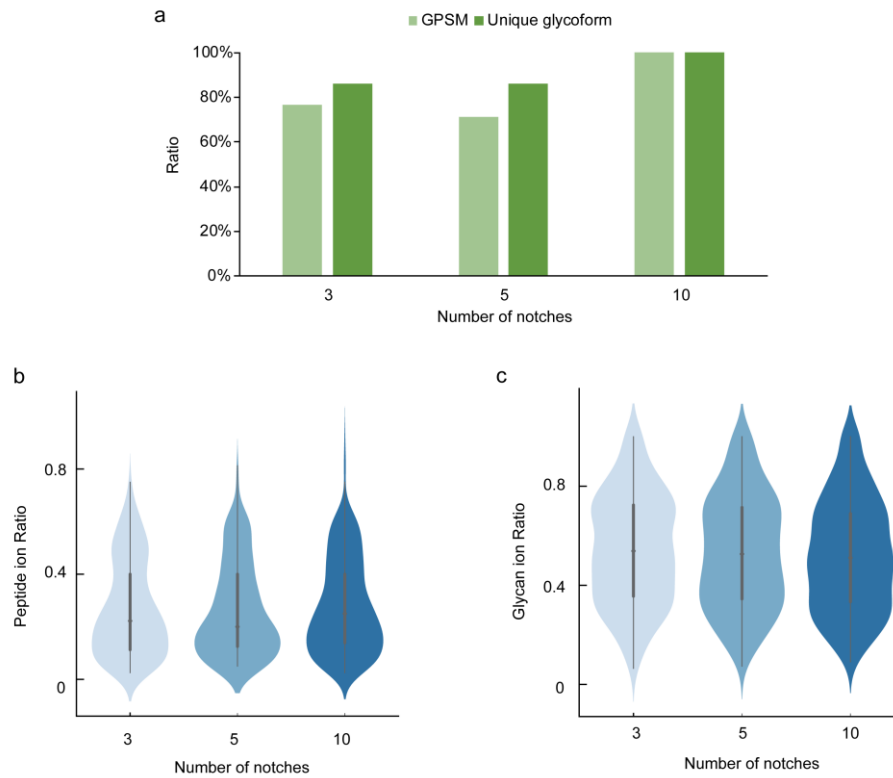 a
GPSM Unique glycoform
100%
80%
60%
40%
20%
0%
Ratio
3 5 10
Number of notches
b
0.8
0.4
0
Peptide ion Ratio
3 5 10
Number of notches
c
0.8
0.4
0
Glycan ion Ratio
3 5 10
Number of notches